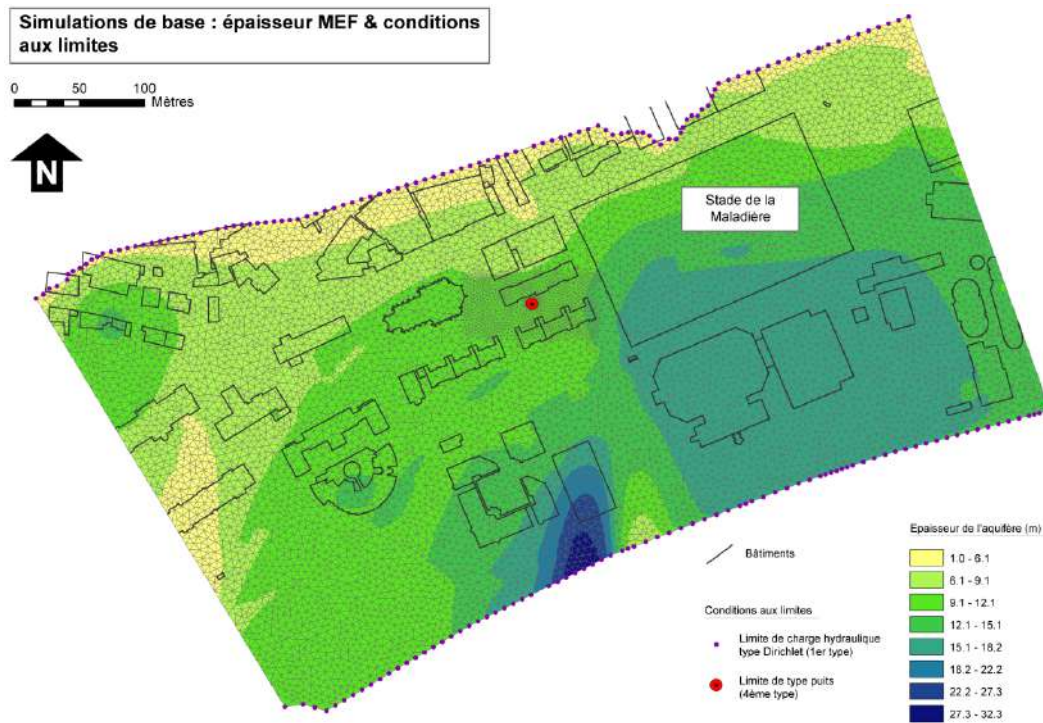 Simulations de base : épaisseur MEF & conditions
aux limites
0 50 100
Mètres
N
Stade de la
Maladière
Epaisseur de l'aquifère (m)
1.0 - 6.1
6.1 - 9.1
9.1 - 12.1
12.1 - 15.1
15.1 - 18.2
18.2 - 22.2
22.2 - 27.3
27.3 - 32.3
Bâtiments
Conditions aux limites
Limite de charge hydraulique
type Dirichlet (1er type)
Limite de type puits
(4ème type)